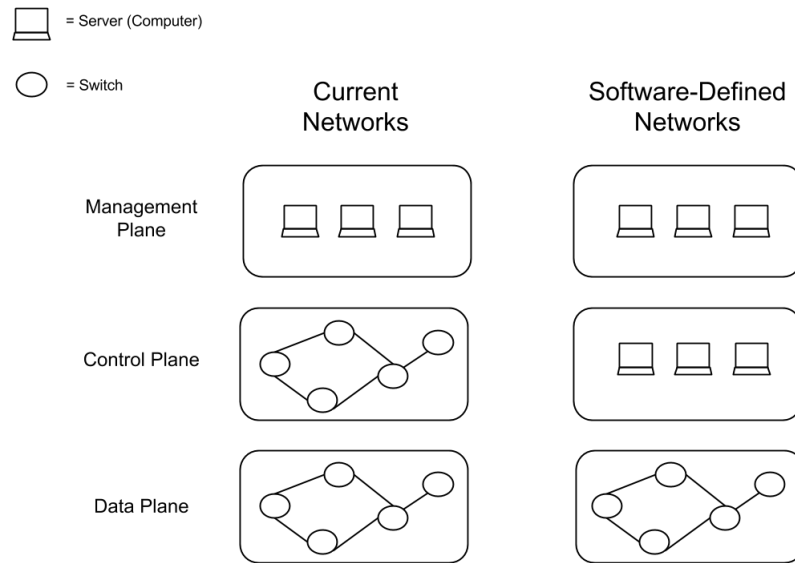 = Server (Computer)
= Switch
Current
Networks
Software-Defined
Networks
Management
Plane
Control Plane
Data Plane